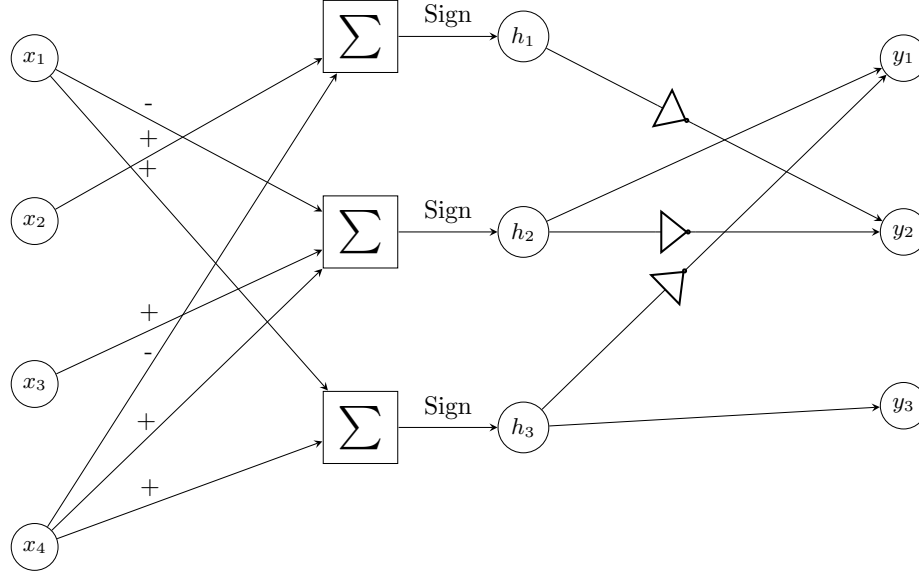 Sign
x1
∑
h1
y1
-
+
+
Sign
x2
∑
h2
y2
+
-
x3
Sign
+
∑
h3
y3
+
x4